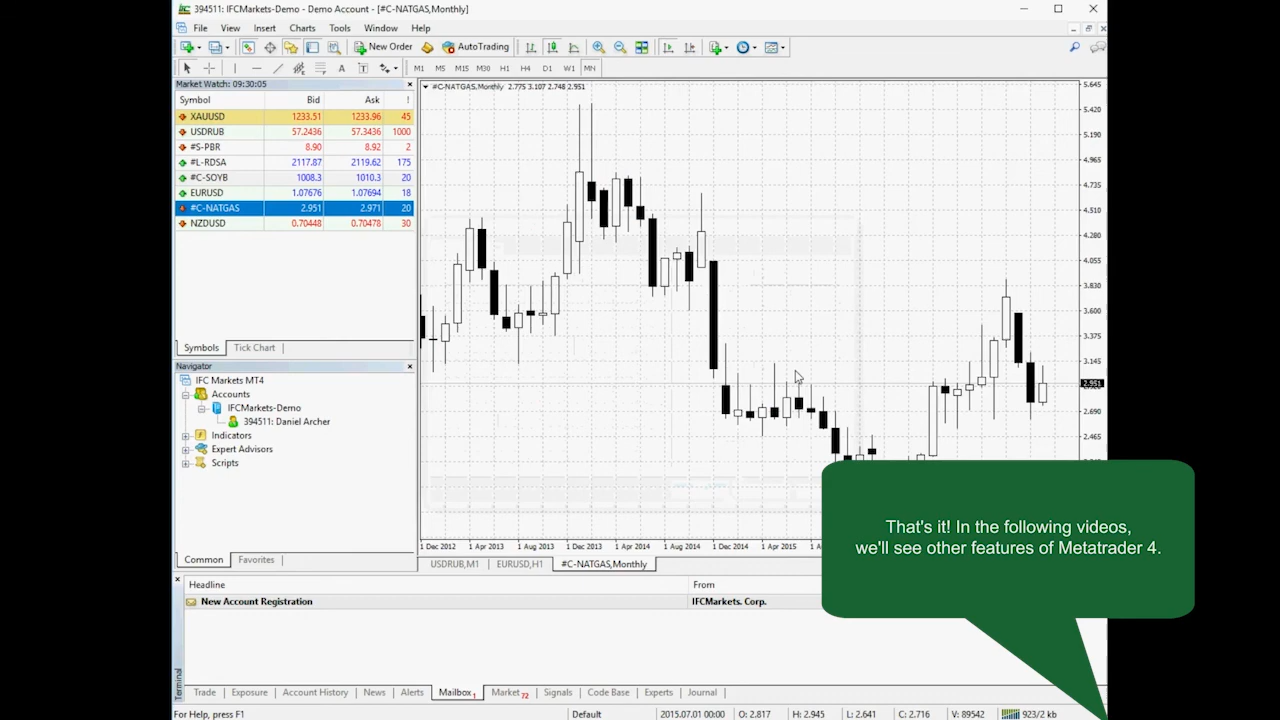 394511: IFCMarkets-Demo - Demo Account - [#C-NATGAS,Monthly]
File View Insert Charts Tools Window Help
New Order AutoTrading
A T M1 M5 M15 M30 H1 H4 D1 W1 MN
Market Watch: 09:30:05
Symbol Bid Ask !
XAUUSD 1233.51 1233.96 45
USDRUB 57.2436 57.3436 1000
#S-PBR 8.90 8.92 2
#L-RDSA 2117.87 2119.62 175
#C-SOYB 1008.3 1010.3 20
EURUSD 1.07676 1.07694 18
#C-NATGAS 2.951 2.971 20
NZDUSD 0.70448 0.70478 30
Symbols Tick Chart
Navigator
IFC Markets MT4
Accounts
IFCMarkets-Demo
394511: Daniel Archer
Indicators
Expert Advisors
Scripts
Common Favorites
#C-NATGAS,Monthly 2.775 3.107 2.748 2.951
5.645
5.420
5.190
4.965
4.735
4.510
4.280
4.055
3.830
3.600
3.375
3.145
2.951
2.690
2.465
1 Dec 2012 1 Apr 2013 1 Aug 2013 1 Dec 2013 1 Apr 2014 1 Aug 2014 1 Dec 2014 1 Apr 2015
USDRUB,M1 EURUSD,H1 #C-NATGAS,Monthly
That's it! In the following videos,
we'll see other features of Metatrader 4.
Headline From
New Account Registration IFCMarkets. Corp.
Terminal
Trade Exposure Account History News Alerts Mailbox 1 Market 72 Signals Code Base Experts Journal
For Help, press F1 Default 2015.07.01 00:00 O: 2.817 H: 2.945 L: 2.641 C: 2.716 V: 89542 923/2 kb